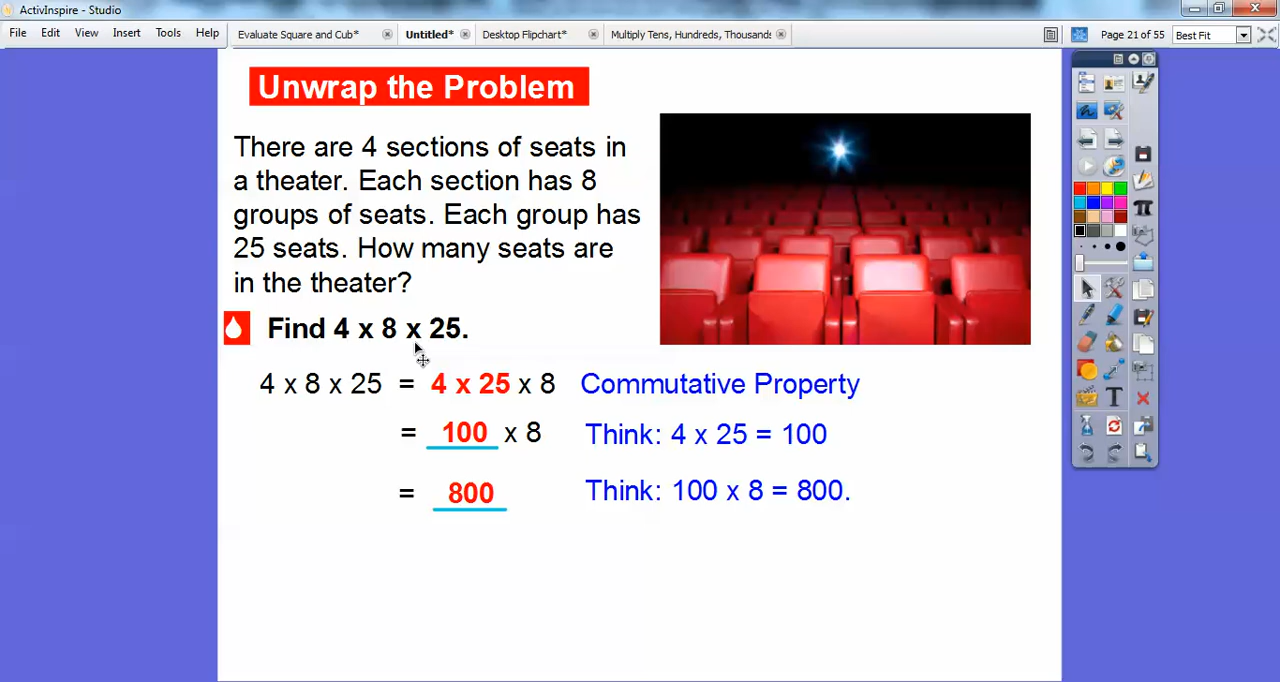 ActivInspire - Studio
File Edit View Insert Tools Help
Evaluate Square and Cub* Untitled* Desktop Flipchart* Multiply Tens, Hundreds, Thousands
Page 21 of 55 Best Fit
Unwrap the Problem
There are 4 sections of seats in
a theater. Each section has 8
groups of seats. Each group has
25 seats. How many seats are
in the theater?
Find 4 x 8 x 25.
4 x 8 x 25 = 4 x 25 x 8 Commutative Property
= 100 x 8 Think: 4 x 25 = 100
= 800 Think: 100 x 8 = 800.